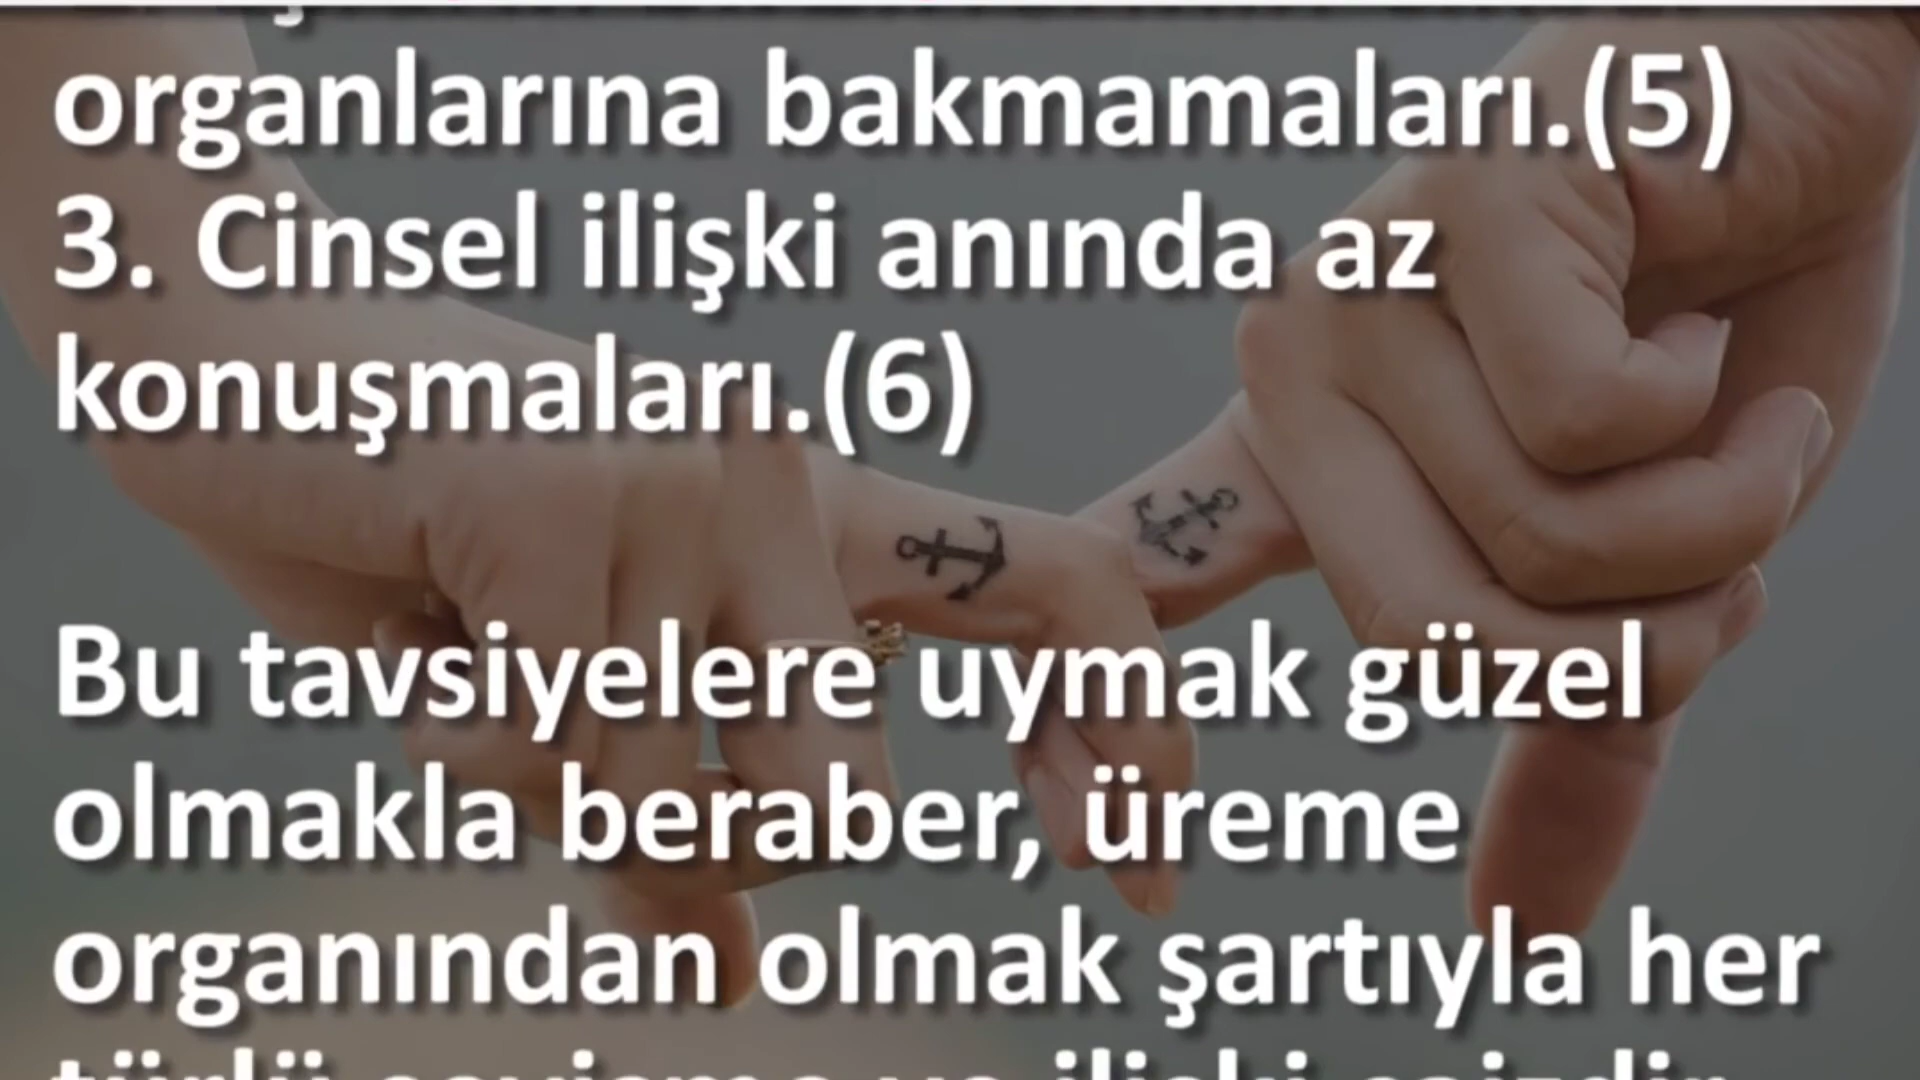 organlarına bakmamaları.(5)
3. Cinsel ilişki anında az
konuşmaları.(6)
Bu tavsiyelere uymak güzel
olmakla beraber, üreme
organından olmak şartıyla her